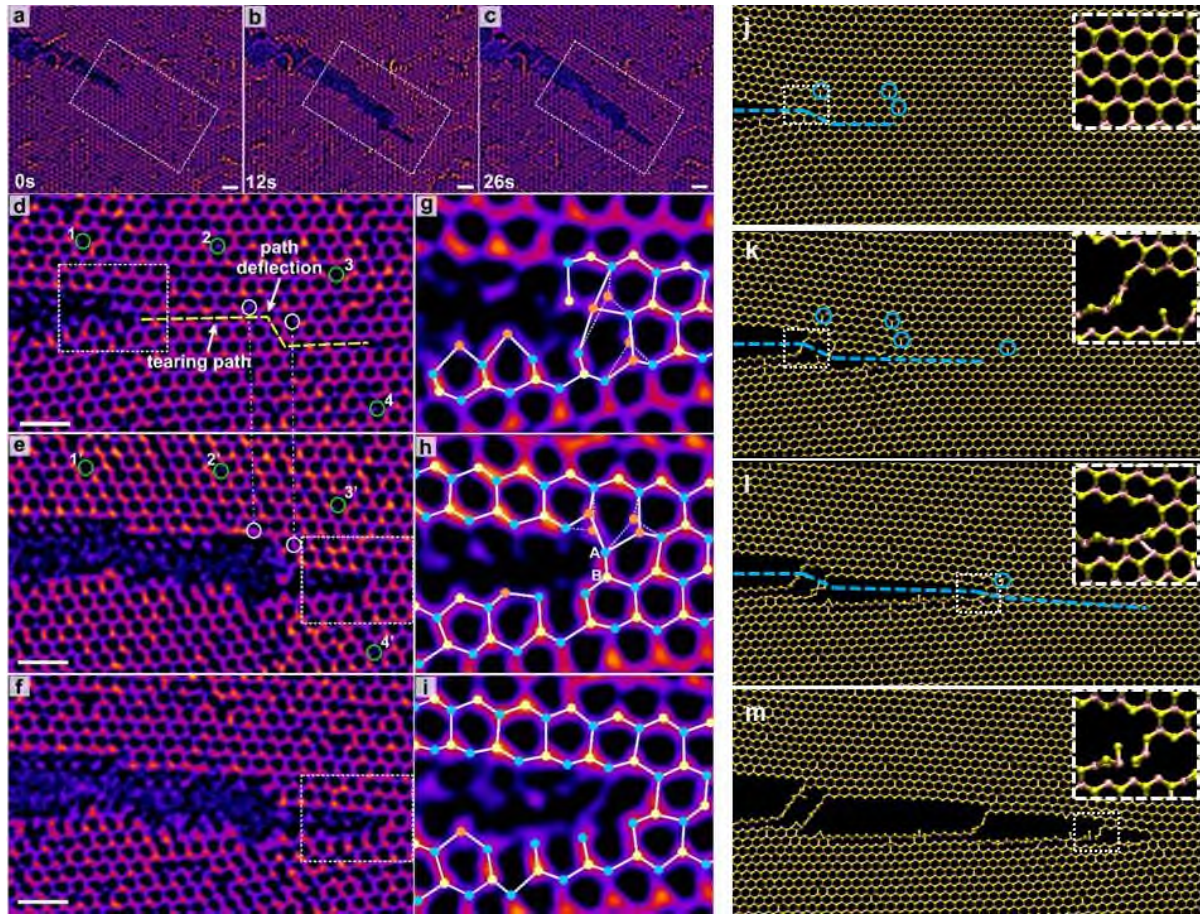 a
b
c
0s
12s
26s
d
1
2
path
deflection
3
tearing path
4
e
1
2
3'
4'
f
g
h
A
B
i
j
k
l
m